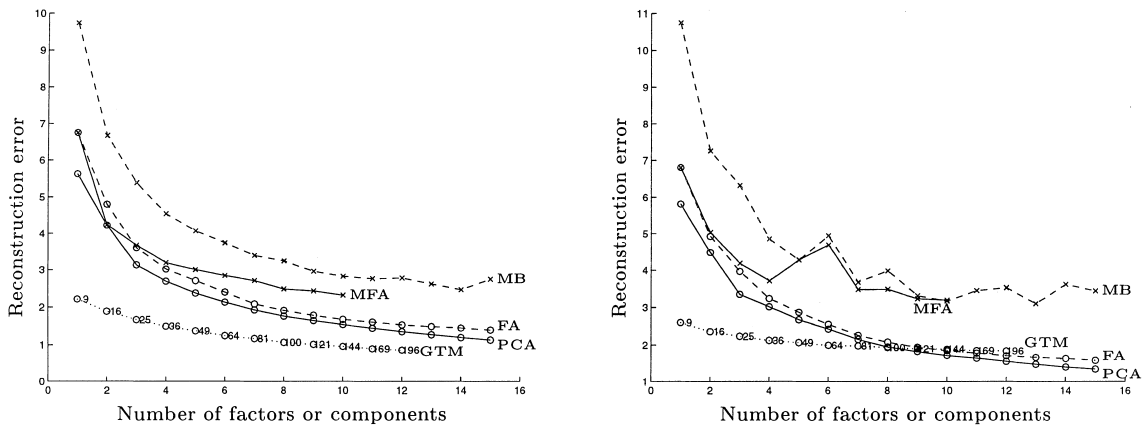 Reconstruction error
10
9
8
7
6
5
4
3
2
1
0
0 2 4 6 8 10 12 14 16
Number of factors or components
MB
MFA
FA
PCA
GTM
9 16 25 36 49 64 81 100 121 144 169 196
Reconstruction error
11
10
9
8
7
6
5
4
3
2
1
0 2 4 6 8 10 12 14 16
Number of factors or components
MB
MFA
GTM
FA
PCA
9 16 25 36 49 64 81 100 121 144 169 196